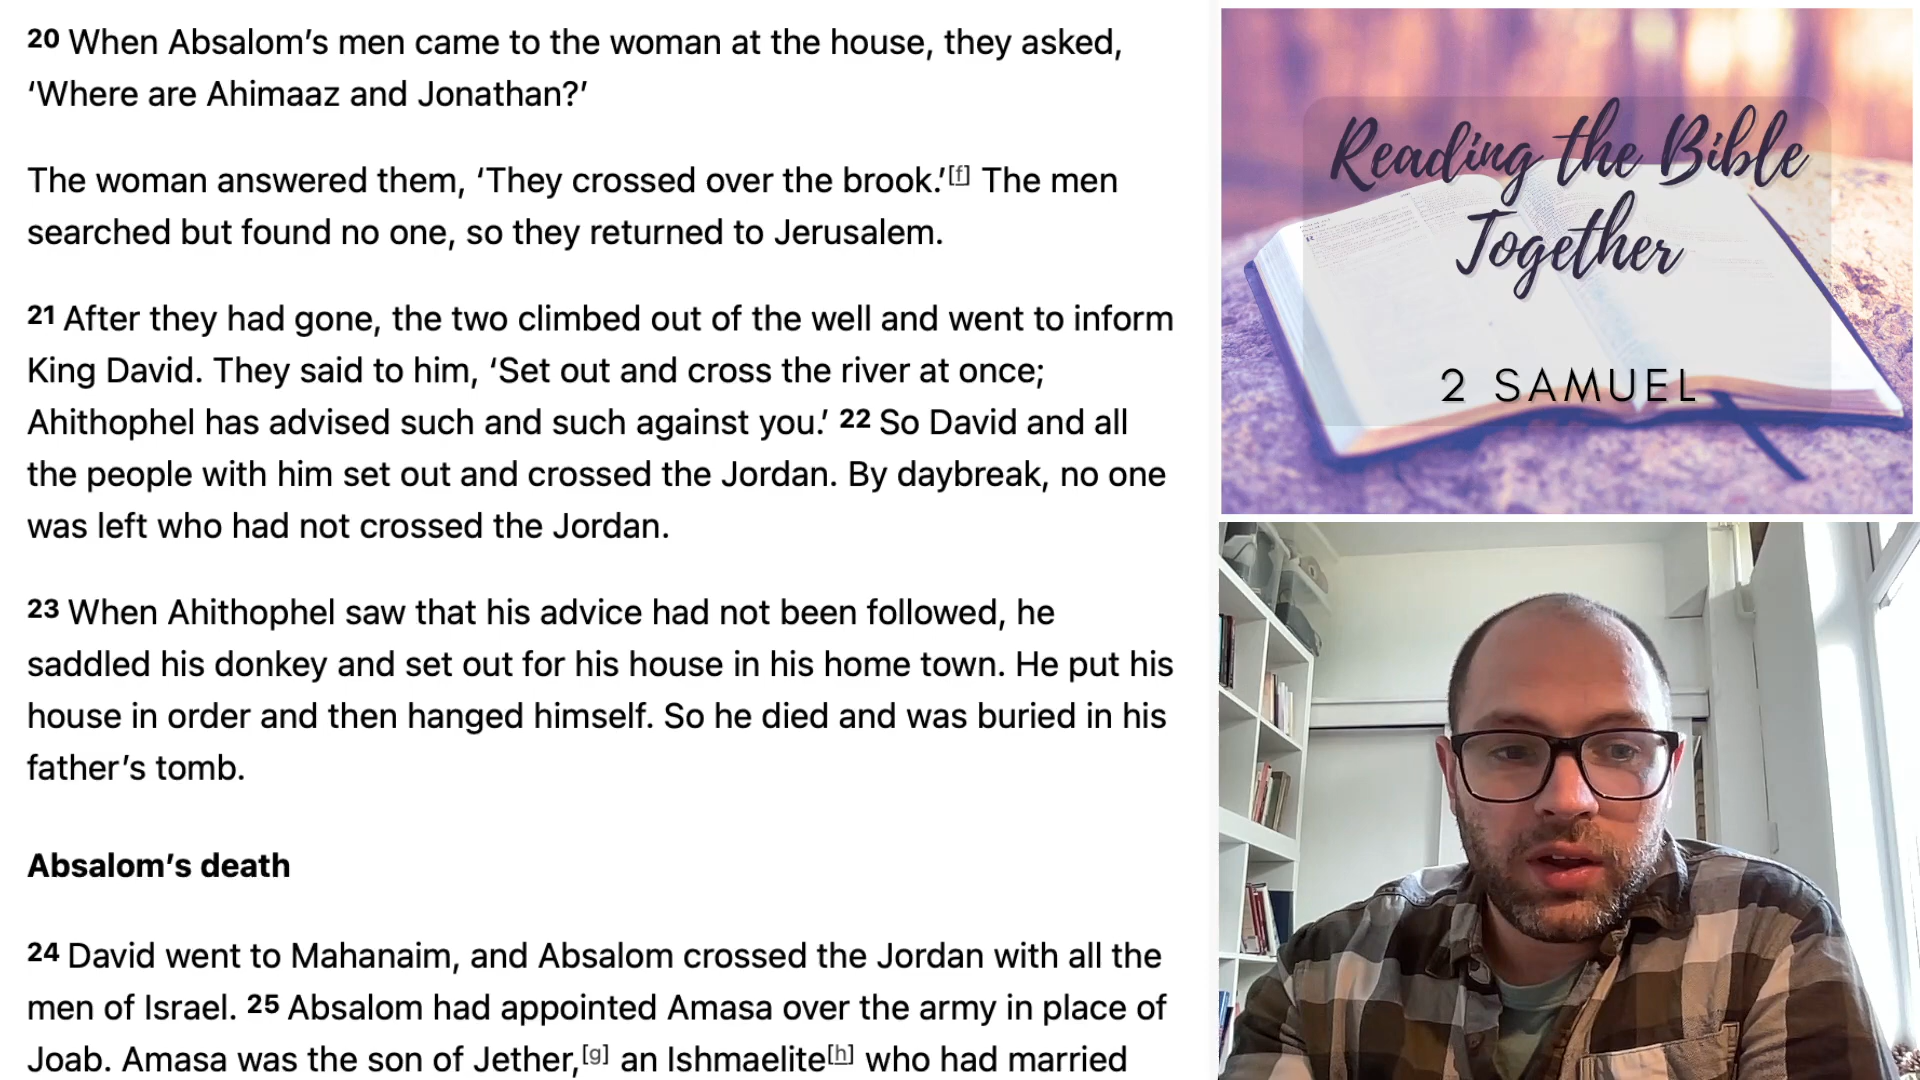 20 When Absalom’s men came to the woman at the house, they asked,
‘Where are Ahimaaz and Jonathan?’
The woman answered them, ‘They crossed over the brook.’[f] The men
searched but found no one, so they returned to Jerusalem.
21 After they had gone, the two climbed out of the well and went to inform
King David. They said to him, ‘Set out and cross the river at once;
Ahithophel has advised such and such against you.’ 22 So David and all
the people with him set out and crossed the Jordan. By daybreak, no one
was left who had not crossed the Jordan.
23 When Ahithophel saw that his advice had not been followed, he
saddled his donkey and set out for his house in his home town. He put his
house in order and then hanged himself. So he died and was buried in his
father’s tomb.
Absalom’s death
24 David went to Mahanaim, and Absalom crossed the Jordan with all the
men of Israel. 25 Absalom had appointed Amasa over the army in place of
Joab. Amasa was the son of Jether,[g] an Ishmaelite[h] who had married
Reading the Bible
Together
2 SAMUEL